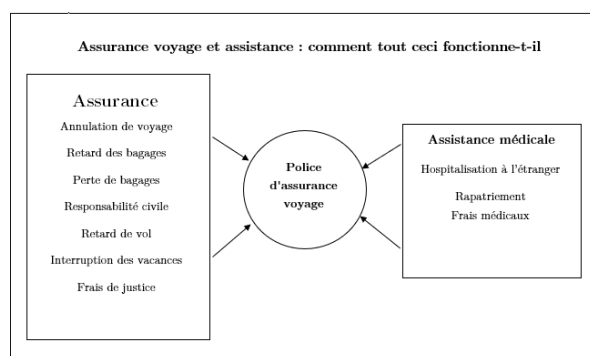 Assurance voyage et assistance : comment tout ceci fonctionne-t-il
Assurance
Annulation de voyage
Retard des bagages
Perte de bagages
Responsabilité civile
Retard de vol
Interruption des vacances
Frais de justice
Police
d'assurance
voyage
Assistance médicale
Hospitalisation à l'étranger
Rapatriement
Frais médicaux